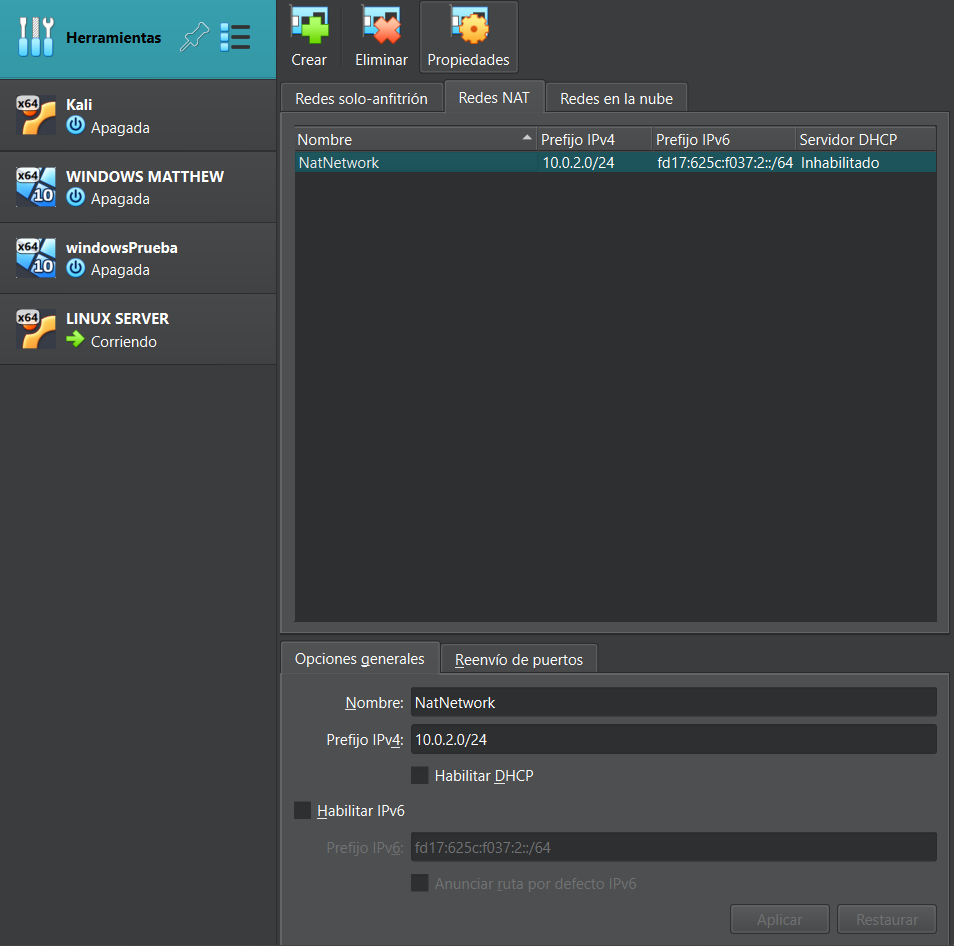 Herramientas
x64 Kali
Apagada
x64 10 WINDOWS MATTHEW
Apagada
x64 10 windowsPrueba
Apagada
x64 LINUX SERVER
Corriendo
Crear Eliminar Propiedades
Redes solo-anfitrión Redes NAT Redes en la nube
Nombre Prefijo IPv4 Prefijo IPv6 Servidor DHCP
NatNetwork 10.0.2.0/24 fd17:625c:f037:2::/64 Inhabilitado
Opciones generales Reenvío de puertos
Nombre: NatNetwork
Prefijo IPv4: 10.0.2.0/24
Habilitar DHCP
Habilitar IPv6
Prefijo IPv6: fd17:625c:f037:2::/64
Anunciar ruta por defecto IPv6
Aplicar Restaurar